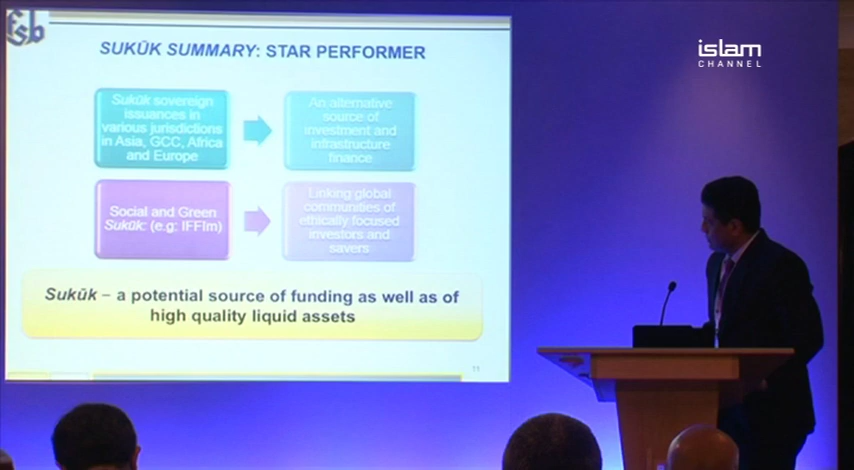 fsb
islam
CHANNEL
SUKŪK SUMMARY: STAR PERFORMER
Sukūk sovereign
issuances in
various jurisdictions
in Asia, GCC, Africa
and Europe
An alternative
source of
investment and
infrastructure
finance
Social and Green
Sukūk: (e.g: IFFIm)
Linking global
communities of
ethically focused
investors and
savers
Sukūk – a potential source of funding as well as of
high quality liquid assets
11